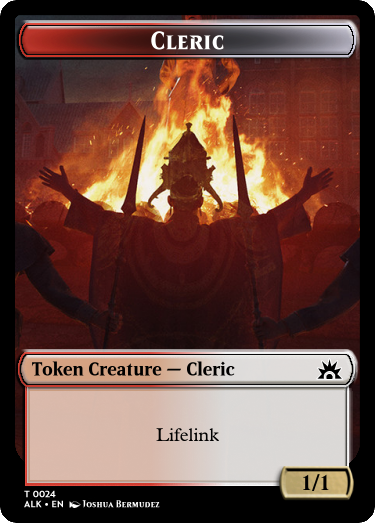 Cleric
Token Creature — Cleric
Lifelink
1/1
T 0024
ALK • EN Joshua Bermudez